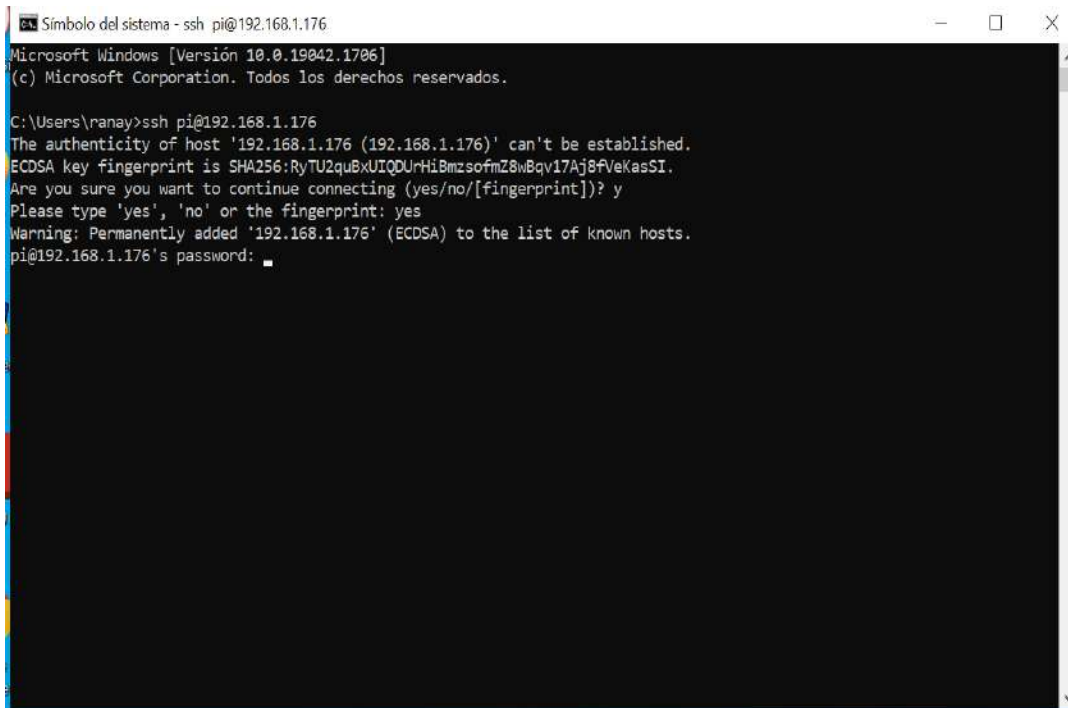 Símbolo del sistema - ssh pi@192.168.1.176
Microsoft Windows [Versión 10.0.19042.1706]
(c) Microsoft Corporation. Todos los derechos reservados.
C:\Users\ranay>ssh pi@192.168.1.176
The authenticity of host '192.168.1.176 (192.168.1.176)' can't be established.
ECDSA key fingerprint is SHA256:RyTU2quBxUIQDUrHiBmzsofmZ8wBqv17Aj8fVeKasSI.
Are you sure you want to continue connecting (yes/no/[fingerprint])? y
Please type 'yes', 'no' or the fingerprint: yes
Warning: Permanently added '192.168.1.176' (ECDSA) to the list of known hosts.
pi@192.168.1.176's password: